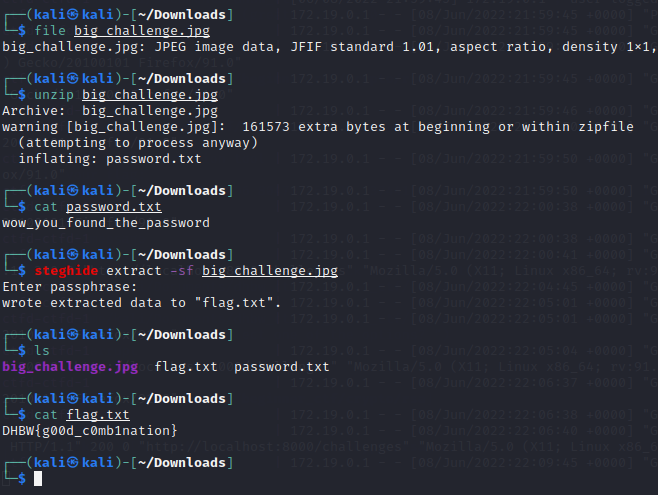 ┌──(kali㉿kali)-[~/Downloads]
└─$ file big_challenge.jpg
big_challenge.jpg: JPEG image data, JFIF standard 1.01, aspect ratio, density 1×1,
┌──(kali㉿kali)-[~/Downloads]
└─$ unzip big_challenge.jpg
Archive:  big_challenge.jpg
warning [big_challenge.jpg]:  161573 extra bytes at beginning or within zipfile
  (attempting to process anyway)
  inflating: password.txt
┌──(kali㉿kali)-[~/Downloads]
└─$ cat password.txt
wow_you_found_the_password
┌──(kali㉿kali)-[~/Downloads]
└─$ steghide extract -sf big_challenge.jpg
Enter passphrase:
wrote extracted data to "flag.txt".
┌──(kali㉿kali)-[~/Downloads]
└─$ ls
big_challenge.jpg  flag.txt  password.txt
┌──(kali㉿kali)-[~/Downloads]
└─$ cat flag.txt
DHBW{g00d_c0mb1nation}
┌──(kali㉿kali)-[~/Downloads]
└─$